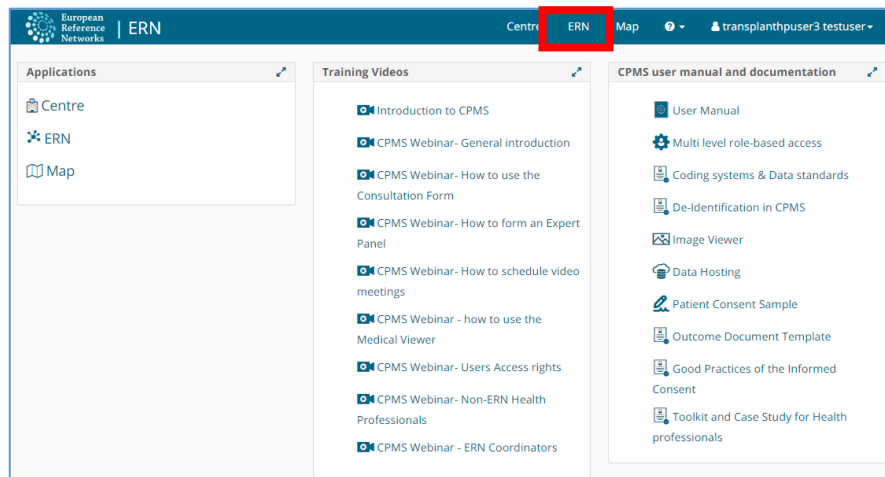 European
Reference
Networks
| ERN
Centre ERN Map transplanthpuser3 testuser
Applications
Centre
ERN
Map
Training Videos
Introduction to CPMS
CPMS Webinar- General introduction
CPMS Webinar- How to use the
Consultation Form
CPMS Webinar- How to form an Expert
Panel
CPMS Webinar- How to schedule video
meetings
CPMS Webinar - how to use the
Medical Viewer
CPMS Webinar- Users Access rights
CPMS Webinar- Non-ERN Health
Professionals
CPMS Webinar - ERN Coordinators
CPMS user manual and documentation
User Manual
Multi level role-based access
Coding systems & Data standards
De-Identification in CPMS
Image Viewer
Data Hosting
Patient Consent Sample
Outcome Document Template
Good Practices of the Informed
Consent
Toolkit and Case Study for Health
professionals